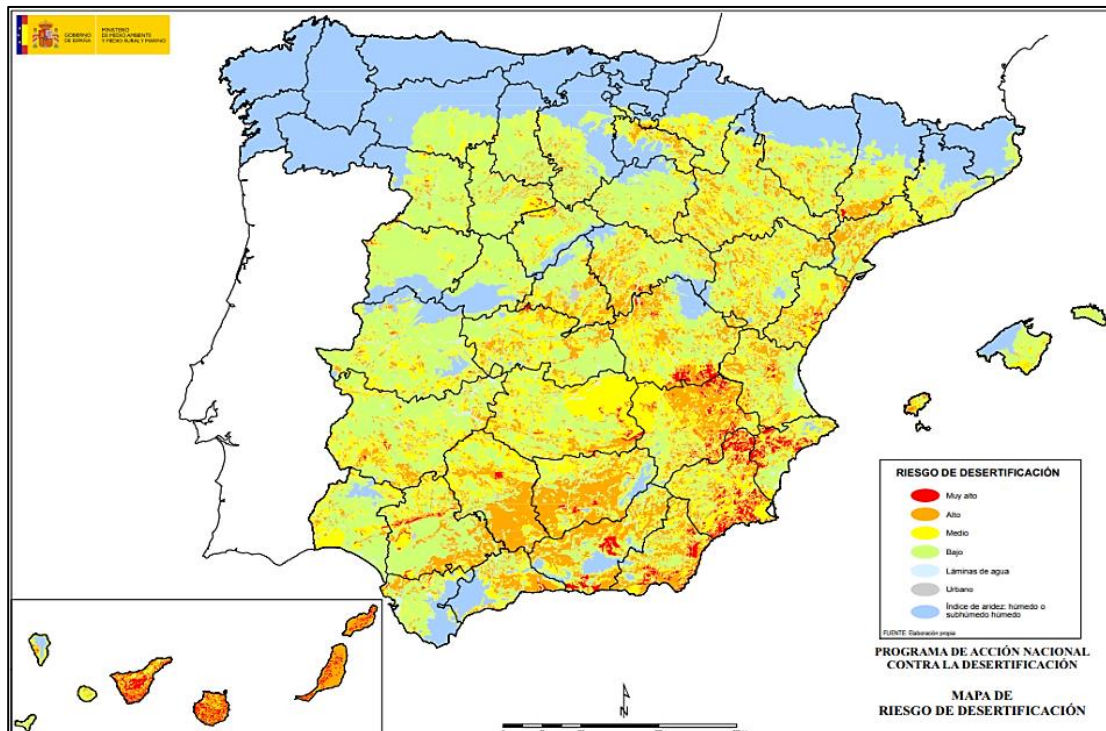 GOBIERNO
DE ESPAÑA
MINISTERIO
DE MEDIO AMBIENTE
Y MEDIO RURAL Y MARINO
RIESGO DE DESERTIFICACIÓN
Muy alto
Alto
Medio
Bajo
Láminas de agua
Urbano
Índice de aridez: húmedo o
subhúmedo húmedo
FUENTE: Elaboración propia
PROGRAMA DE ACCIÓN NACIONAL
CONTRA LA DESERTIFICACIÓN
MAPA DE
RIESGO DE DESERTIFICACIÓN
N